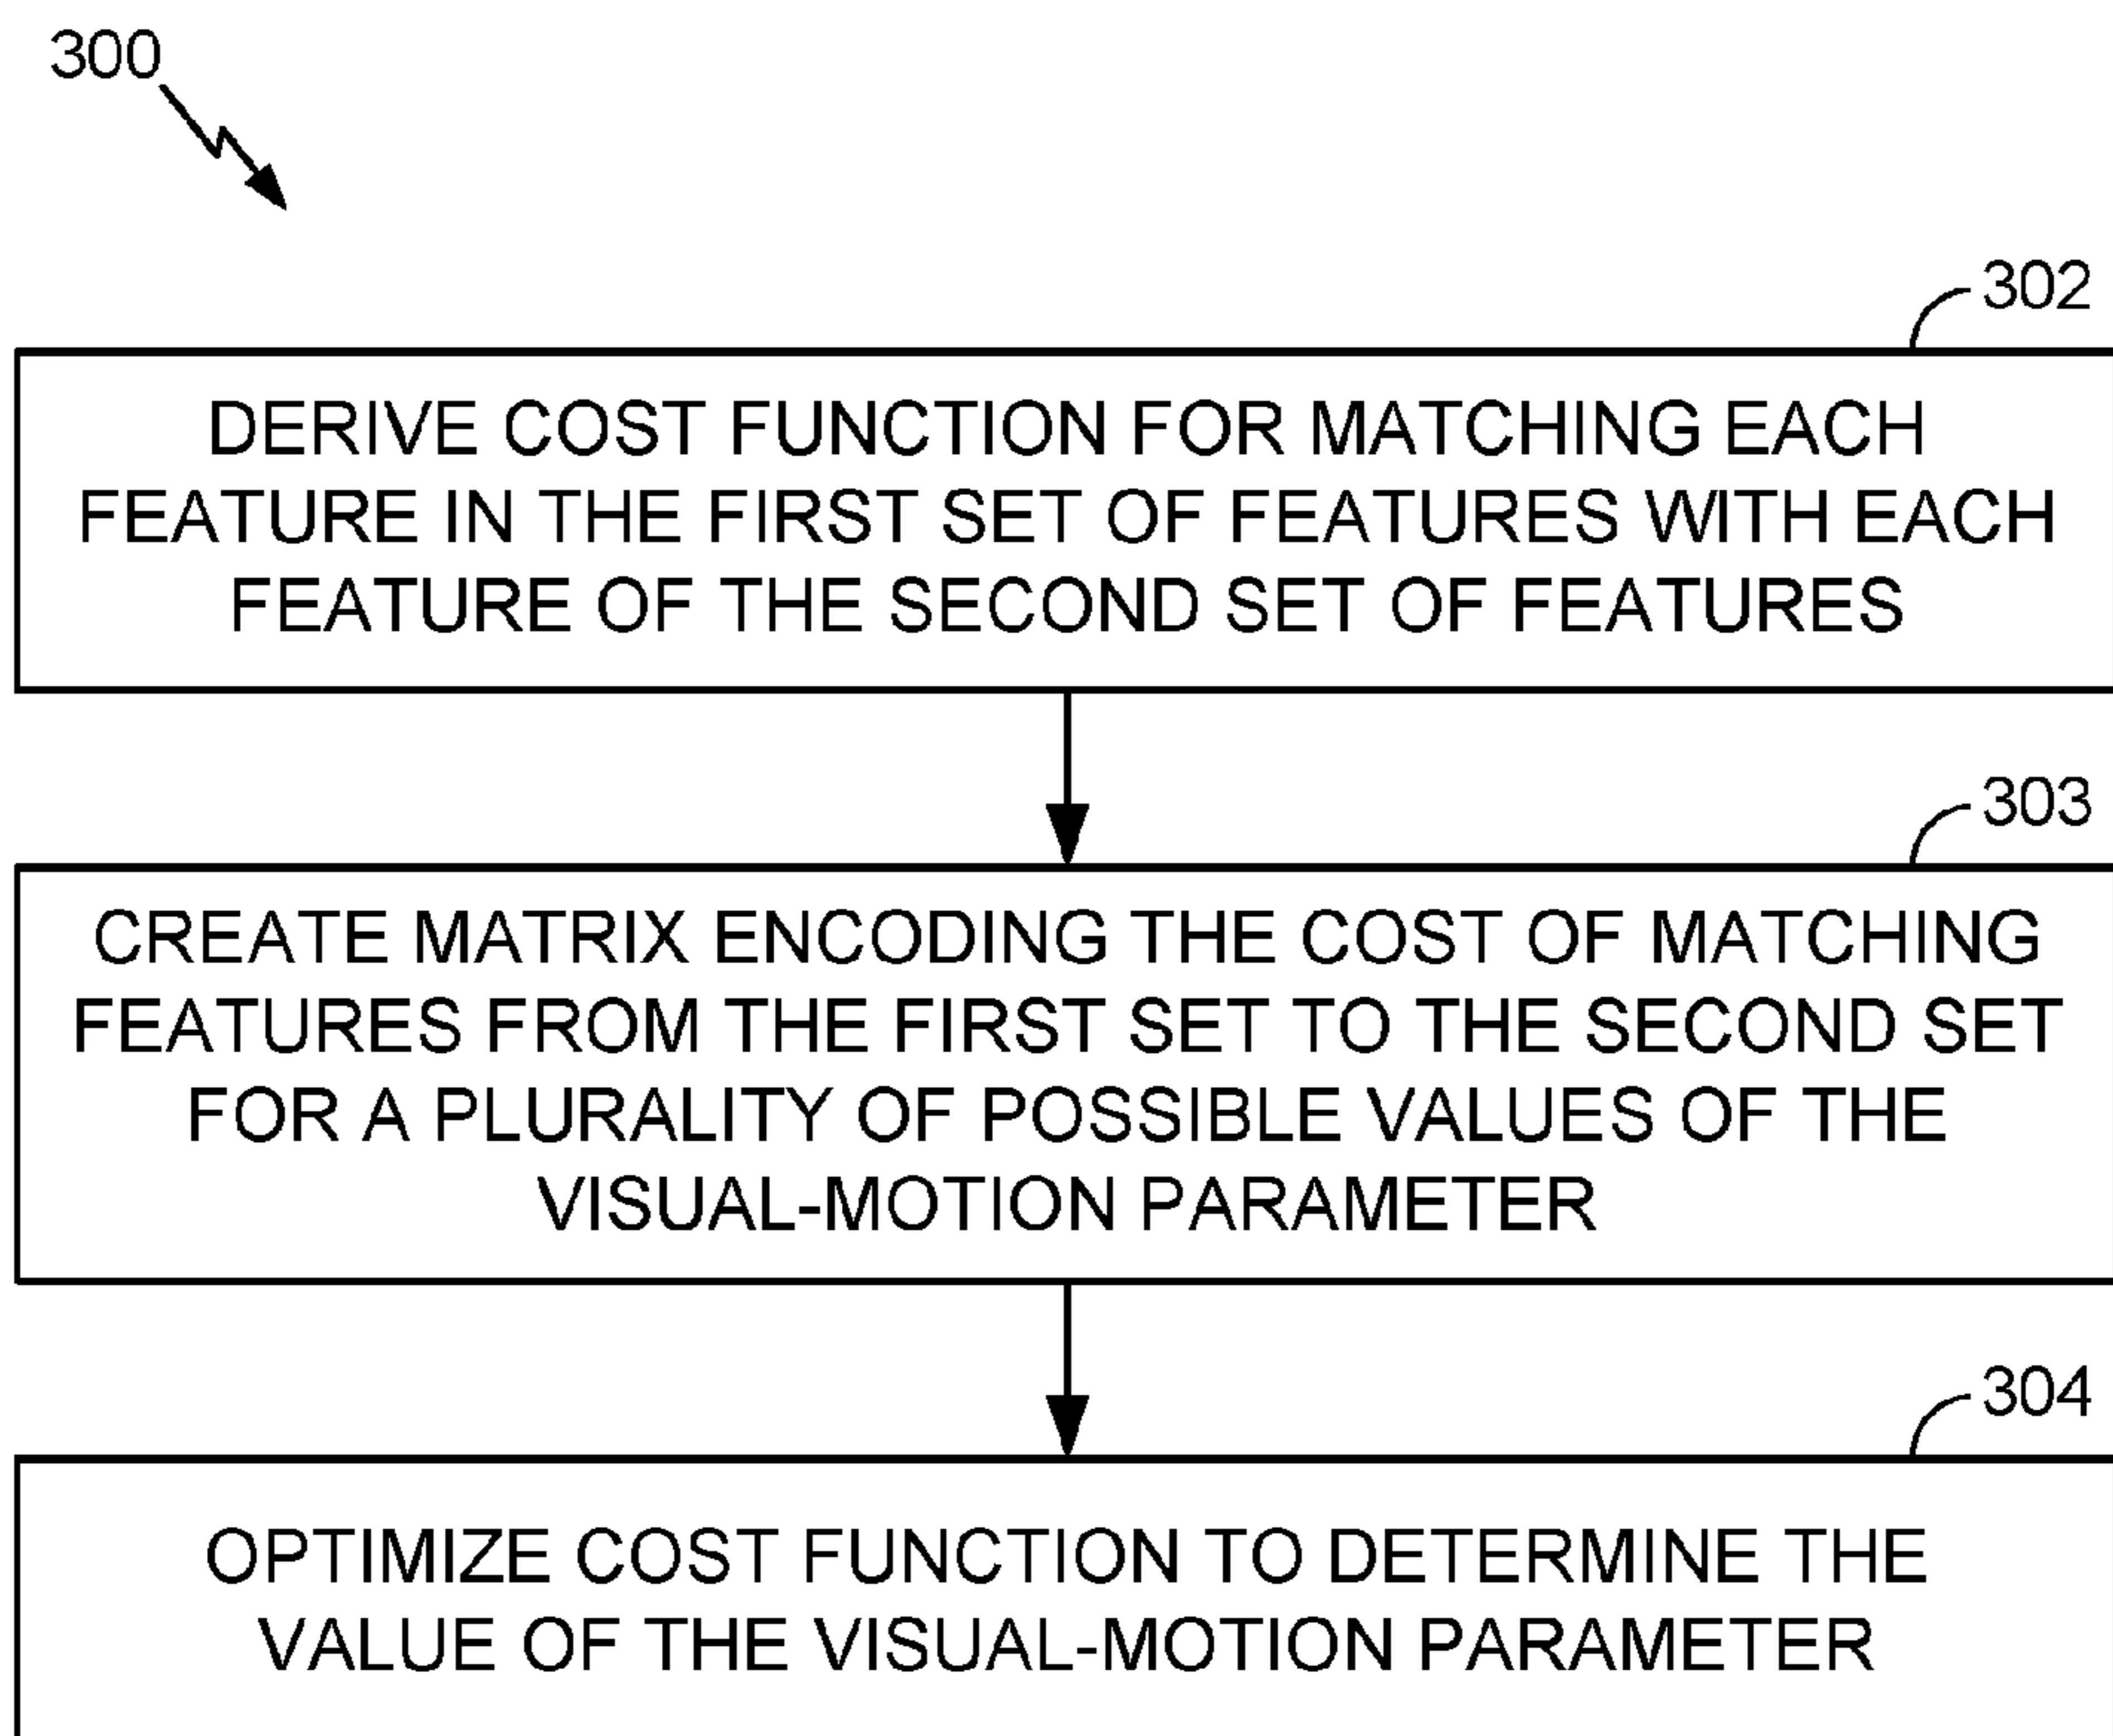 300
302
DERIVE COST FUNCTION FOR MATCHING EACH
FEATURE IN THE FIRST SET OF FEATURES WITH EACH
FEATURE OF THE SECOND SET OF FEATURES
303
CREATE MATRIX ENCODING THE COST OF MATCHING
FEATURES FROM THE FIRST SET TO THE SECOND SET
FOR A PLURALITY OF POSSIBLE VALUES OF THE
VISUAL-MOTION PARAMETER
304
OPTIMIZE COST FUNCTION TO DETERMINE THE
VALUE OF THE VISUAL-MOTION PARAMETER